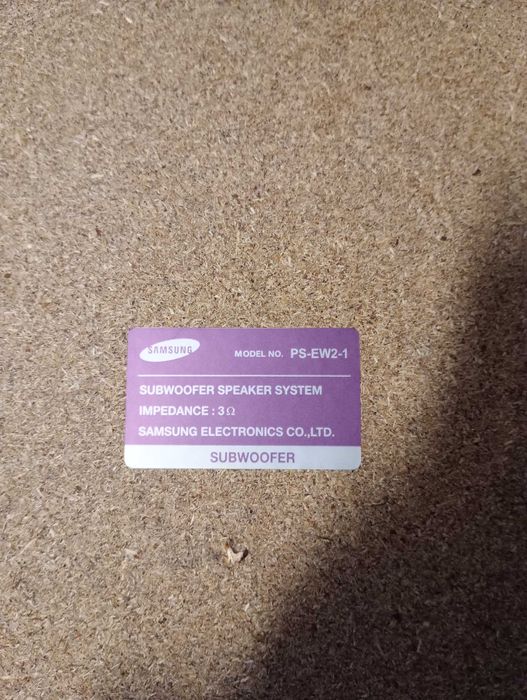 SAMSUNG MODEL NO. PS-EW2-1
SUBWOOFER SPEAKER SYSTEM
IMPEDANCE : 3Ω
SAMSUNG ELECTRONICS CO.,LTD.
SUBWOOFER